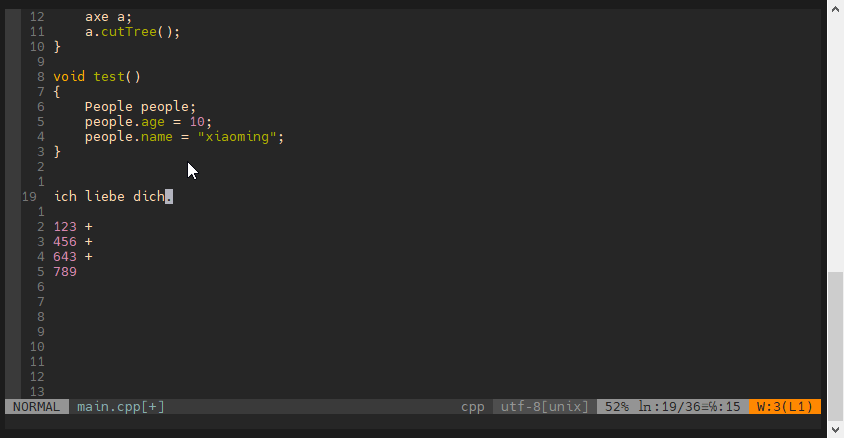 12 axe a;
11 a.cutTree();
10 }
9
8 void test()
7 {
6 People people;
5 people.age = 10;
4 people.name = "xiaoming";
3 }
2
1
19 ich liebe dich.
1
2 123 +
3 456 +
4 643 +
5 789
6
7
8
9
10
11
12
13
NORMAL main.cpp[+] cpp utf-8[unix] 52% ln:19/36≡℅:15 W:3(L1)